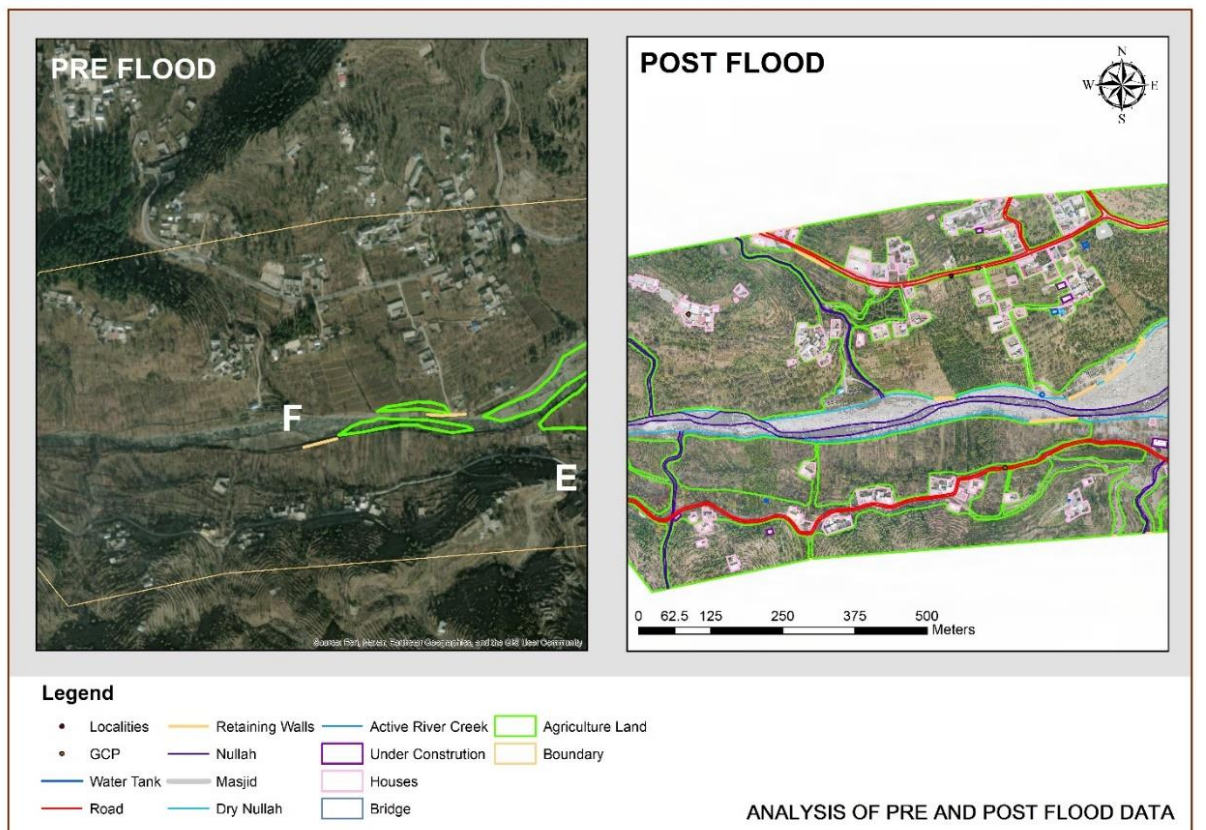 PRE FLOOD
F
E
Source: Esri, Maxar, Earthstar Geographics, and the GIS User Community
POST FLOOD
N
W E
S
0 62.5 125 250 375 500
Meters
Legend
Localities
GCP
Water Tank
Road
Retaining Walls
Nullah
Masjid
Dry Nullah
Active River Creek
Under Constrution
Houses
Bridge
Agriculture Land
Boundary
ANALYSIS OF PRE AND POST FLOOD DATA